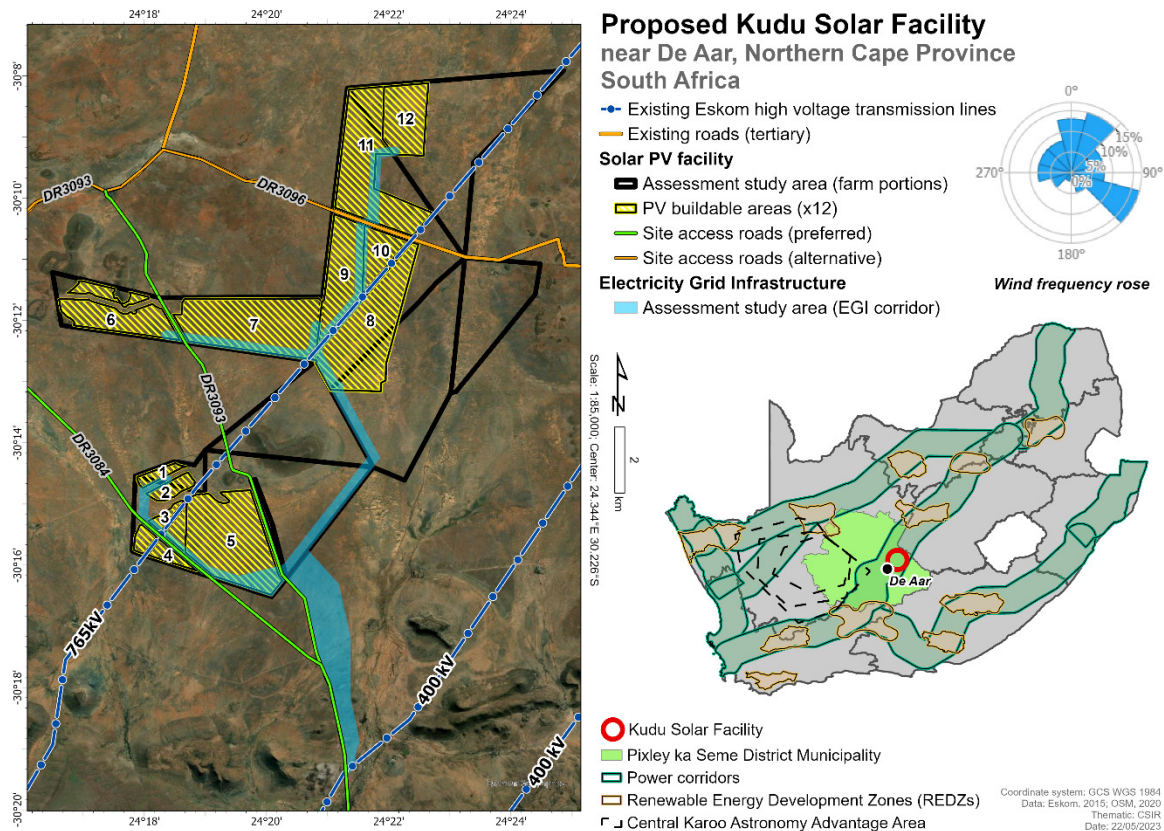 24°18'
24°20'
24°22'
24°24'
-30°8'
-30°10'
-30°12'
-30°14'
-30°16'
-30°18'
-30°20'
12
11
DR3093
DR3096
10
9
6
7
8
DR3093
DR3084
1
2
3
5
4
765kv
400 kv
400 kv
24°18'
24°20'
24°22'
24°24'
Proposed Kudu Solar Facility
near De Aar, Northern Cape Province
South Africa
Existing Eskom high voltage transmission lines
Existing roads (tertiary)
Solar PV facility
Assessment study area (farm portions)
PV buildable areas (x12)
Site access roads (preferred)
Site access roads (alternative)
Electricity Grid Infrastructure
Assessment study area (EGI corridor)
0°
15%
10%
5%
0%
270°
90°
180°
Wind frequency rose
Scale: 1:85,000; Center: 24.344°E 30.226°S
N
2
km
De Aar
Kudu Solar Facility
Pixley ka Seme District Municipality
Power corridors
Renewable Energy Development Zones (REDZs)
Central Karoo Astronomy Advantage Area
Coordinate system: GCS WGS 1984
Data: Eskom, 2015; OSM, 2020
Thematic: CSIR
Date: 22/05/2023